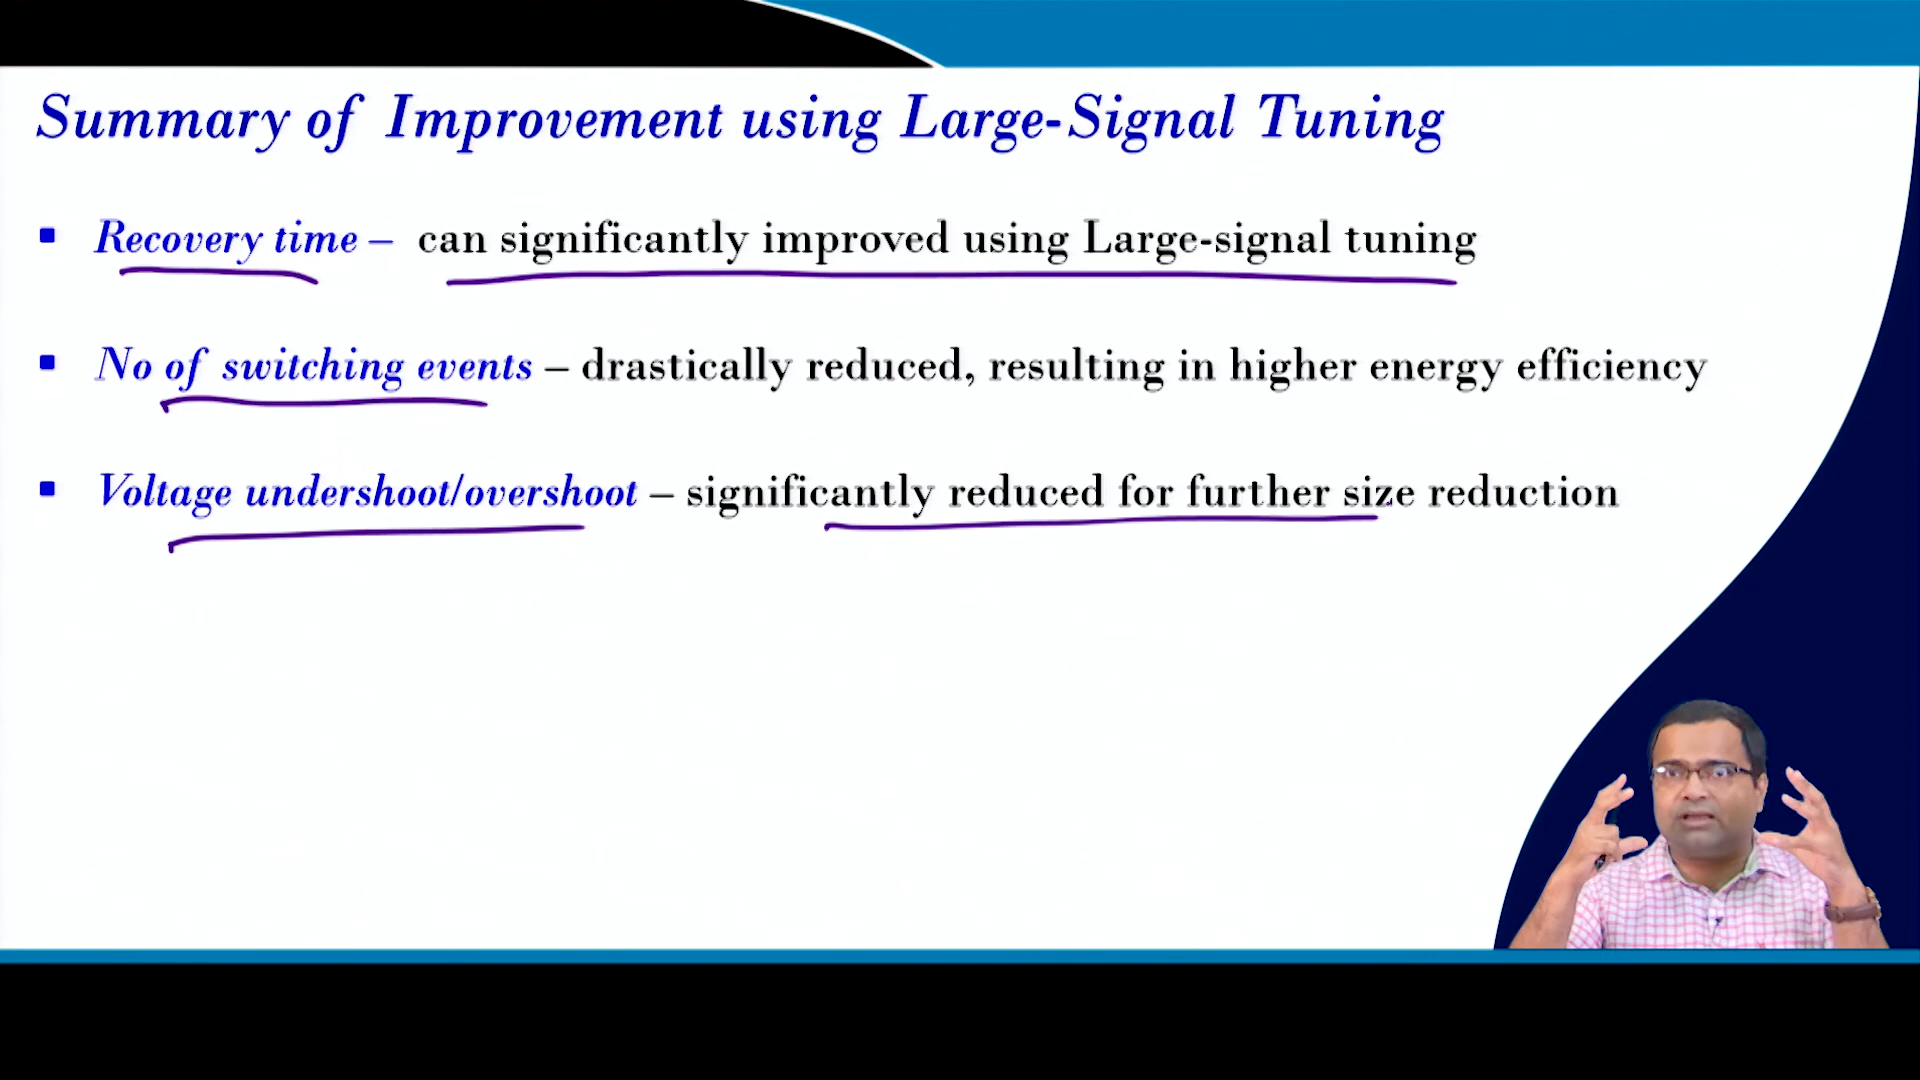 Summary of Improvement using Large-Signal Tuning
▪ Recovery time – can significantly improved using Large-signal tuning
▪ No of switching events – drastically reduced, resulting in higher energy efficiency
▪ Voltage undershoot/overshoot – significantly reduced for further size reduction